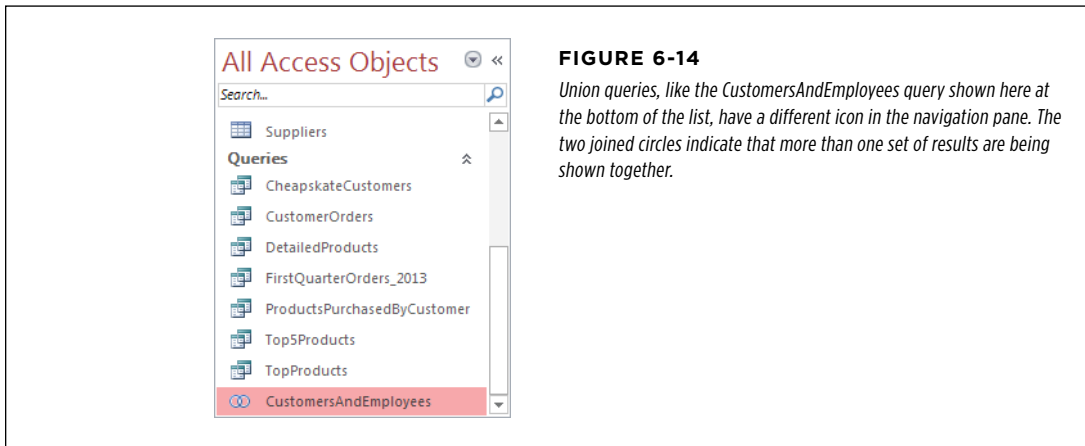 All Access Objects «
Search...
Suppliers
Queries
CheapskateCustomers
CustomerOrders
DetailedProducts
FirstQuarterOrders_2013
ProductsPurchasedByCustomer
Top5Products
TopProducts
CustomersAndEmployees
FIGURE 6-14
Union queries, like the CustomersAndEmployees query shown here at
the bottom of the list, have a different icon in the navigation pane. The
two joined circles indicate that more than one set of results are being
shown together.